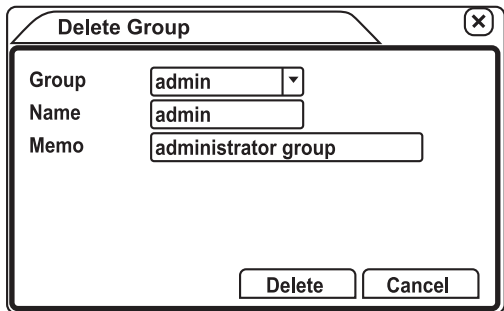 Delete Group
Group admin
Name admin
Memo administrator group
Delete Cancel